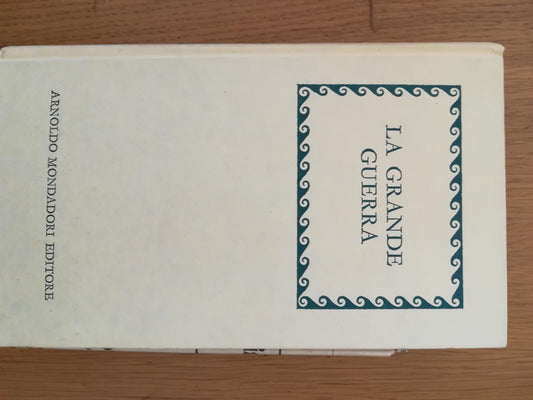 LA GRANDE
GUERRA
ARNOLDO MONDADORI EDITORE